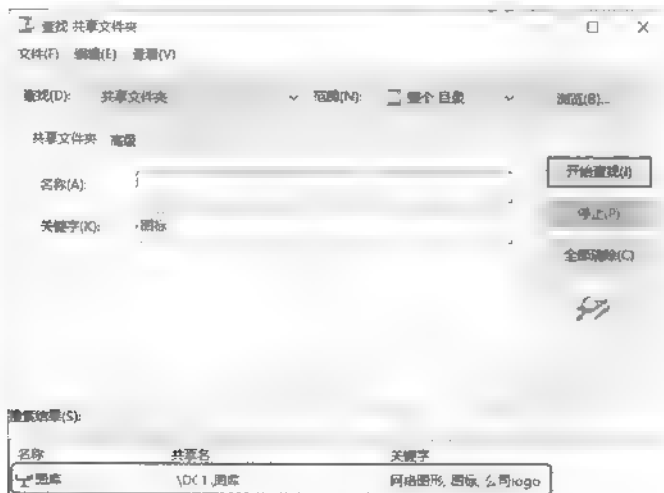 查找 共享文件夹
文件(F) 编辑(E) 查看(V)
查找(D): 共享文件夹 范围(N): 整个 目录 浏览(B)...
共享文件夹 高级
名称(A): 开始查找(I)
停止(P)
关键字(K): 图标
全部清除(C)
搜索结果(S):
名称 共享名 关键字
图库 \DC1\图库 网络图形, 图标, 公司logo